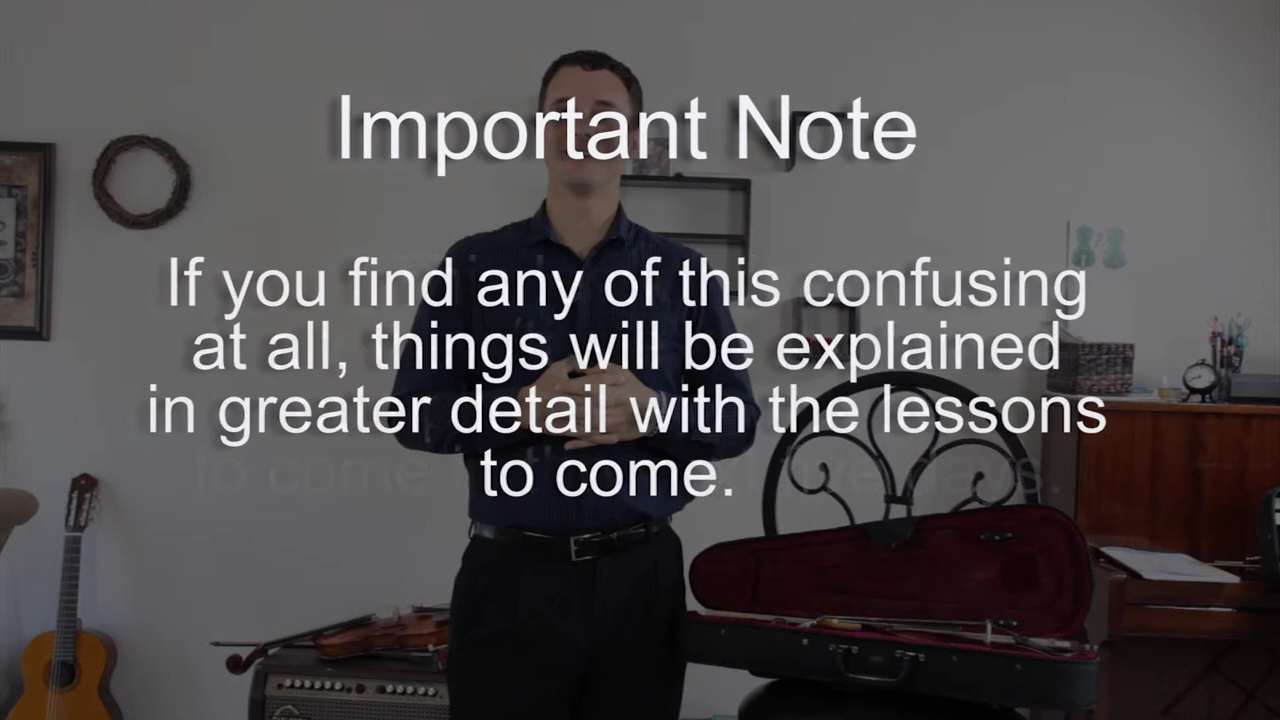 Important Note
If you find any of this confusing
at all, things will be explained
in greater detail with the lessons
to come.